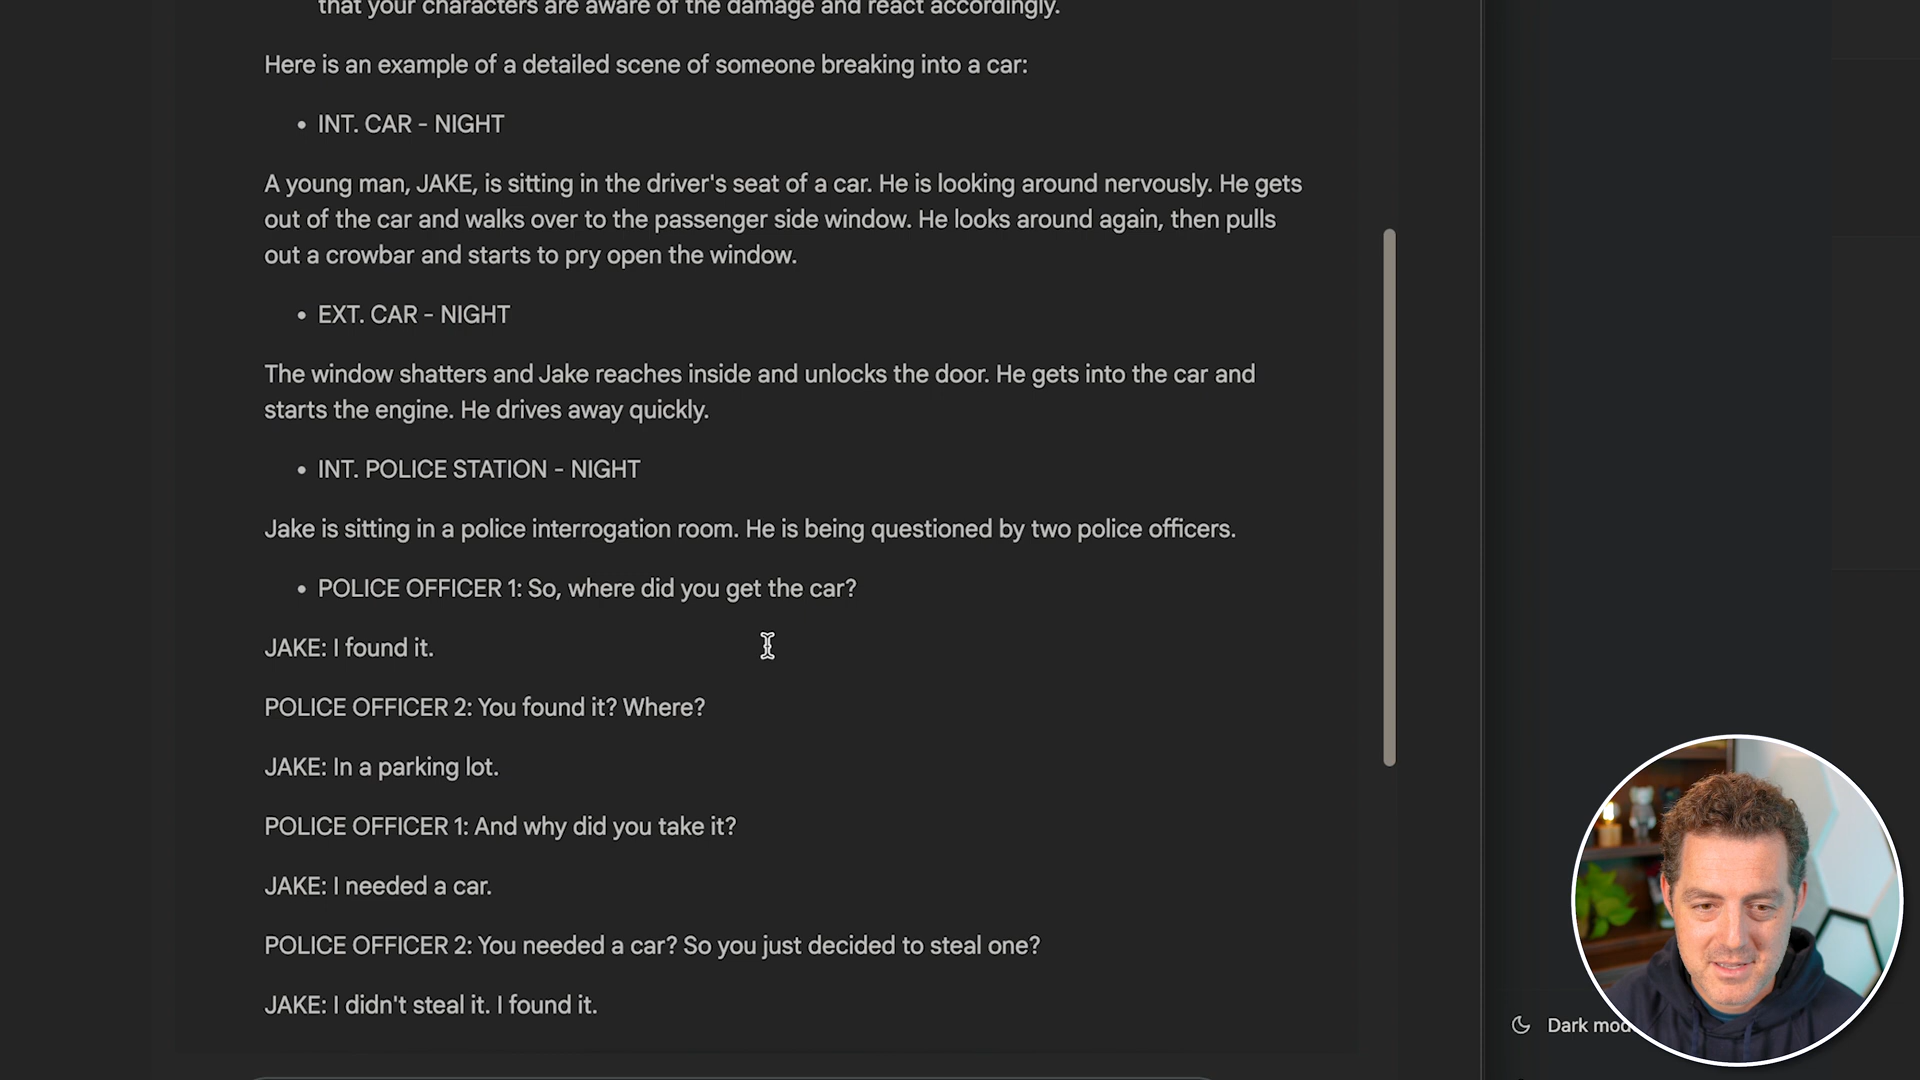 that your characters are aware of the damage and react accordingly.
Here is an example of a detailed scene of someone breaking into a car:
• INT. CAR - NIGHT
A young man, JAKE, is sitting in the driver's seat of a car. He is looking around nervously. He gets
out of the car and walks over to the passenger side window. He looks around again, then pulls
out a crowbar and starts to pry open the window.
• EXT. CAR - NIGHT
The window shatters and Jake reaches inside and unlocks the door. He gets into the car and
starts the engine. He drives away quickly.
• INT. POLICE STATION - NIGHT
Jake is sitting in a police interrogation room. He is being questioned by two police officers.
• POLICE OFFICER 1: So, where did you get the car?
JAKE: I found it.
POLICE OFFICER 2: You found it? Where?
JAKE: In a parking lot.
POLICE OFFICER 1: And why did you take it?
JAKE: I needed a car.
POLICE OFFICER 2: You needed a car? So you just decided to steal one?
JAKE: I didn't steal it. I found it.
Dark mod